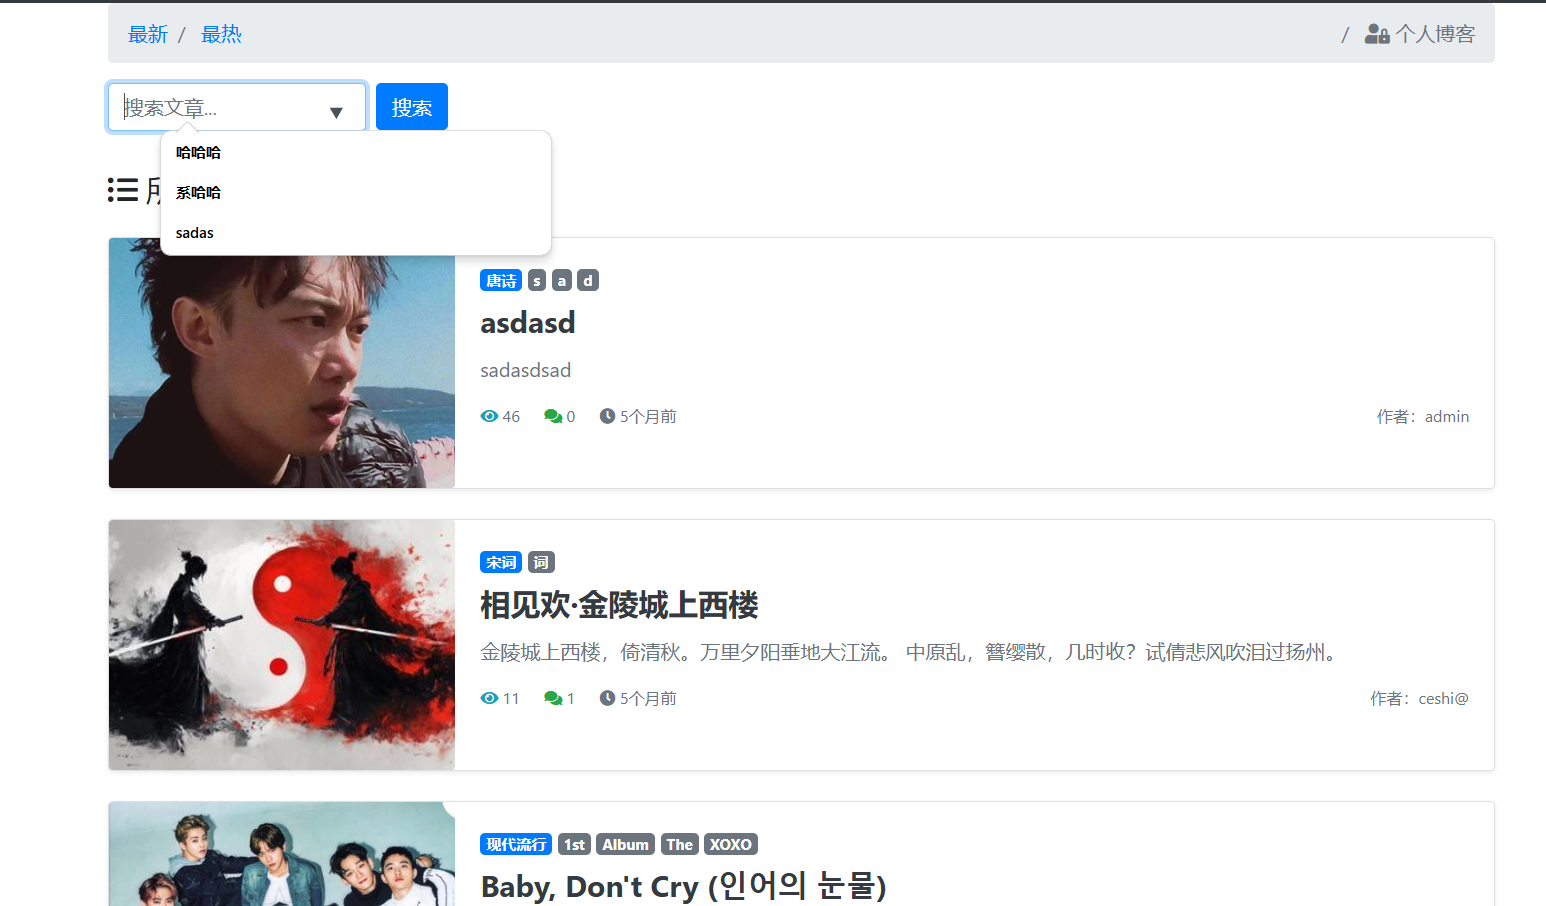 最新 / 最热 / 个人博客
搜索文章... 搜索
哈哈哈
系哈哈
sadas
唐诗 s a d
asdasd
sadasdsad
46 0 5个月前 作者：admin
宋词 词
相见欢·金陵城上西楼
金陵城上西楼，倚清秋。万里夕阳垂地大江流。 中原乱，簪缨散，几时收？试倩悲风吹泪过扬州。
11 1 5个月前 作者：ceshi@
现代流行 1st Album The XOXO
Baby, Don't Cry (인어의 눈물)